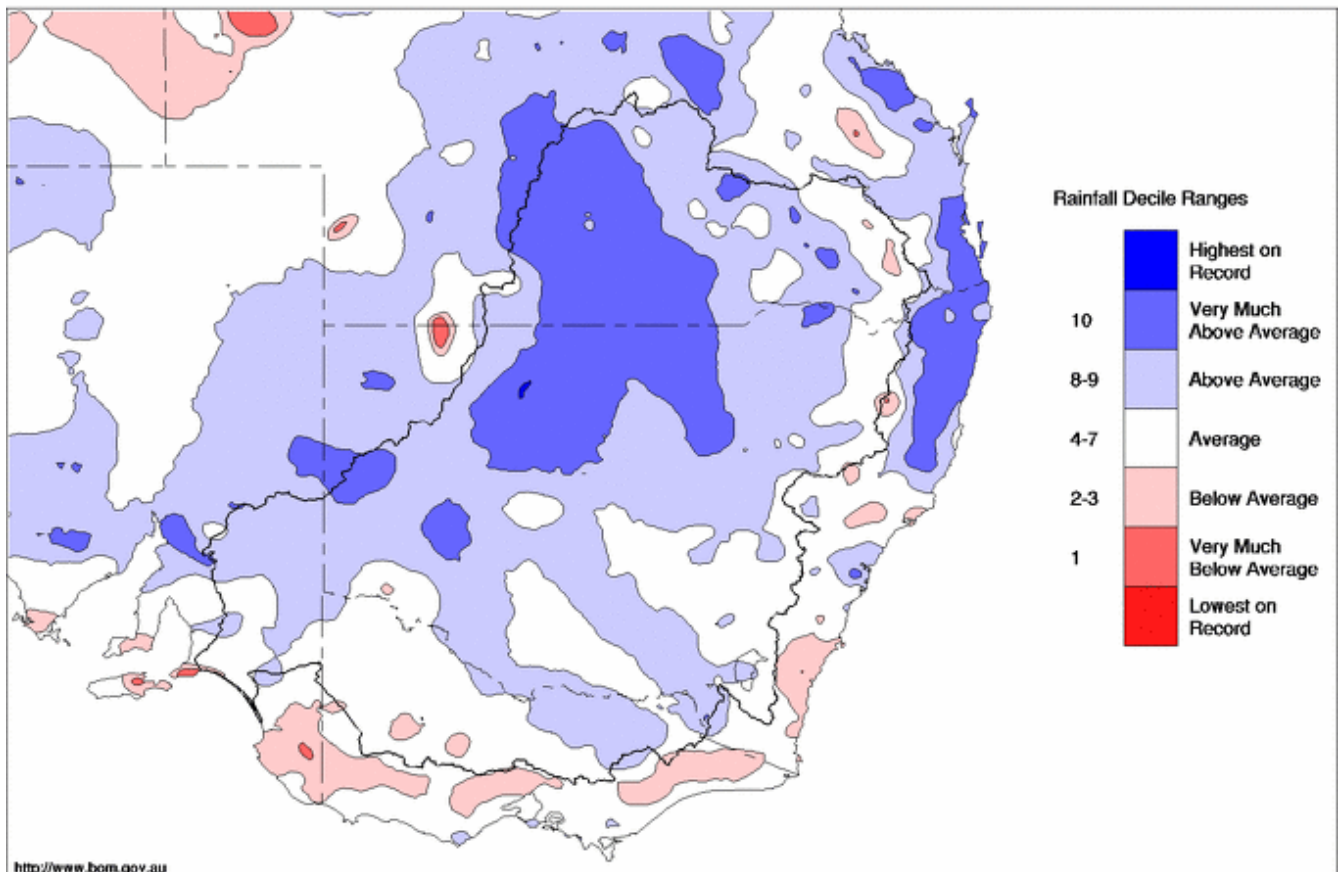 Rainfall Decile Ranges
Highest on
Record
10
Very Much
Above Average
8-9
Above Average
4-7
Average
2-3
Below Average
1
Very Much
Below Average
Lowest on
Record
http://www.bom.gov.au